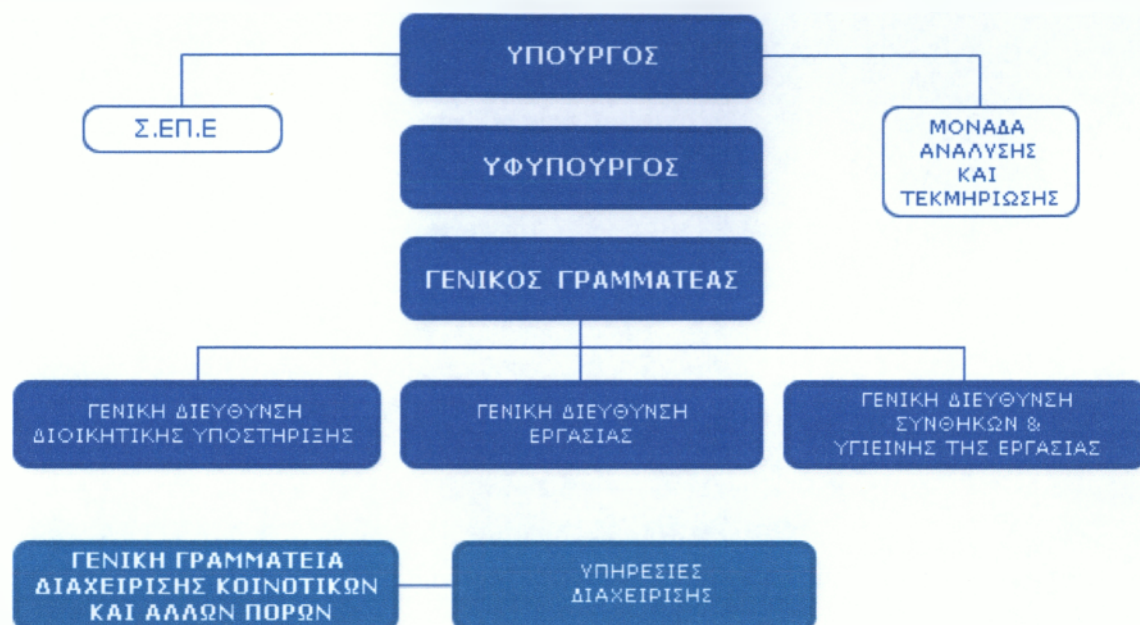 ΥΠΟΥΡΓΟΣ
Σ.ΕΠ.Ε
ΜΟΝΑΔΑ
ΑΝΑΛΥΣΗΣ
ΚΑΙ
ΤΕΚΜΗΡΙΩΣΗΣ
ΥΦΥΠΟΥΡΓΟΣ
ΓΕΝΙΚΟΣ ΓΡΑΜΜΑΤΕΑΣ
ΓΕΝΙΚΗ ΔΙΕΥΘΥΝΣΗ
ΔΙΟΙΚΗΤΙΚΗΣ ΥΠΟΣΤΗΡΙΞΗΣ
ΓΕΝΙΚΗ ΔΙΕΥΘΥΝΣΗ
ΕΡΓΑΣΙΑΣ
ΓΕΝΙΚΗ ΔΙΕΥΘΥΝΣΗ
ΣΥΝΘΗΚΩΝ &
ΥΓΙΕΙΝΗΣ ΤΗΣ ΕΡΓΑΣΙΑΣ
ΓΕΝΙΚΗ ΓΡΑΜΜΑΤΕΙΑ
ΔΙΑΧΕΙΡΙΣΗΣ ΚΟΙΝΟΤΙΚΩΝ
ΚΑΙ ΑΛΛΩΝ ΠΟΡΩΝ
ΥΠΗΡΕΣΙΕΣ
ΔΙΑΧΕΙΡΙΣΗΣ